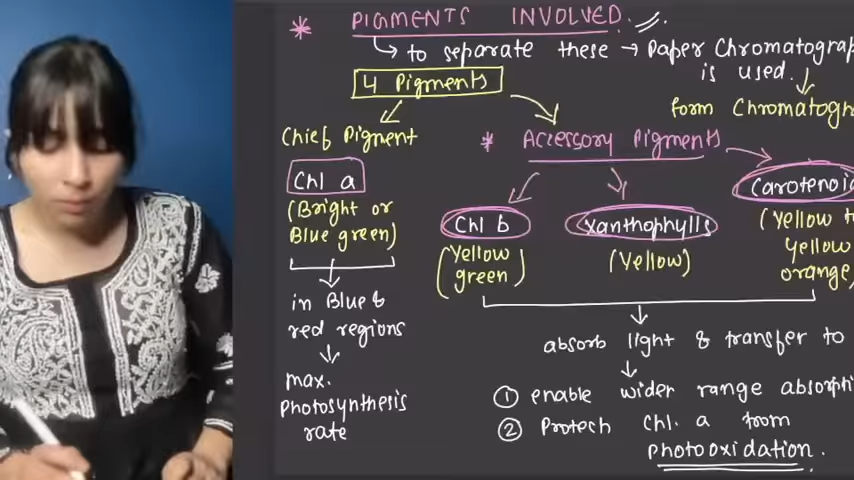 * PIGMENTS INVOLVED.
↳ to separate these → Paper Chromatograp
is used.
4 Pigments
form Chromatogr
Chief Pigment
* Accessory Pigments
Chl a
Carotenoid
(Bright or
Blue green)
Chl b
Xanthophylls
(Yellow
green)
(Yellow)
(Yellow t
yellow
orange)
in Blue &
red regions
absorb light & transfer to
max.
Photosynthesis
rate
① enable wider range absorpti
② Protech Chl. a from
photooxidation.